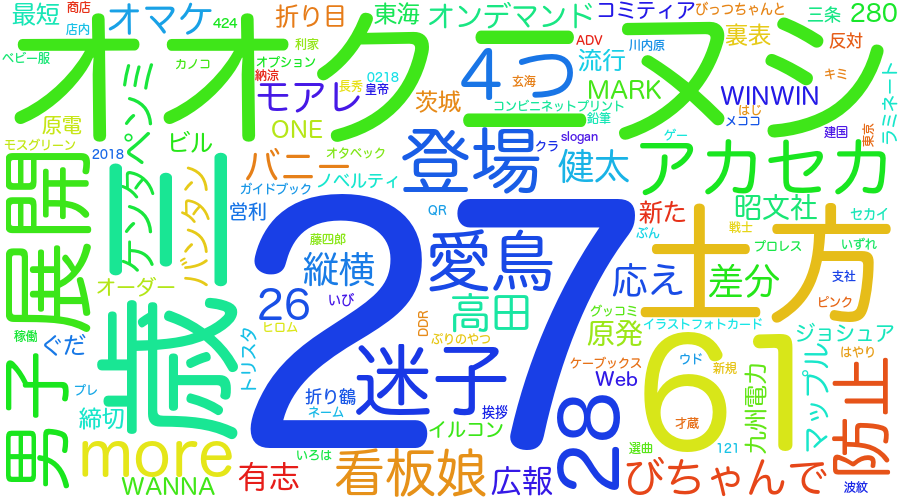 最短
商店
オマケ
折り目
東海
オンデマンド
コミティア
びっつちゃんと
三条
280
店内
424
利家
オオクニヌシ
4つ
ADV
流行
川内原
裏表
反対
ベビー服
カノコ
オプション
納涼
長秀
0218
皇帝
玄海
MARK
WINWIN
キミ
ラミネート
原電
ペンミ
モアレ
茨城
コンビニネットプリント
鉛筆
はじ
メココ
建国
東京
モスグリーン
2018
ビル
ONE
オタペック
登場
クラ
slogan
健太
ゲー
アカセカ
展開
三日
ケンタ
バンタン
バニー
ガイドブック
ノベルティ
営利
QR
新た
ぶん
昭文社
戦士
セカイ
27
藤四郎
縦横
愛鳥
応え
差分
土方
プロレス
いずれ
支社
オーダー
26
いび
ヒロム
高田
グッコミ
原発
イラストフォトカード
ピンク
ジョシュア
稼働
ぐだ
歳
トリスタ
DDR
ぷりのやつ
迷子
ケーブックス
Web
ウド
新規
61
マップル
はやり
男子
プレ
締切
折り鶴
ネーム
挨拶
イルコン
28
才蔵
九州電力
防止
more
WANNA
有志
いろは
看板娘
広報
選曲
121
びちゃんで
波紋